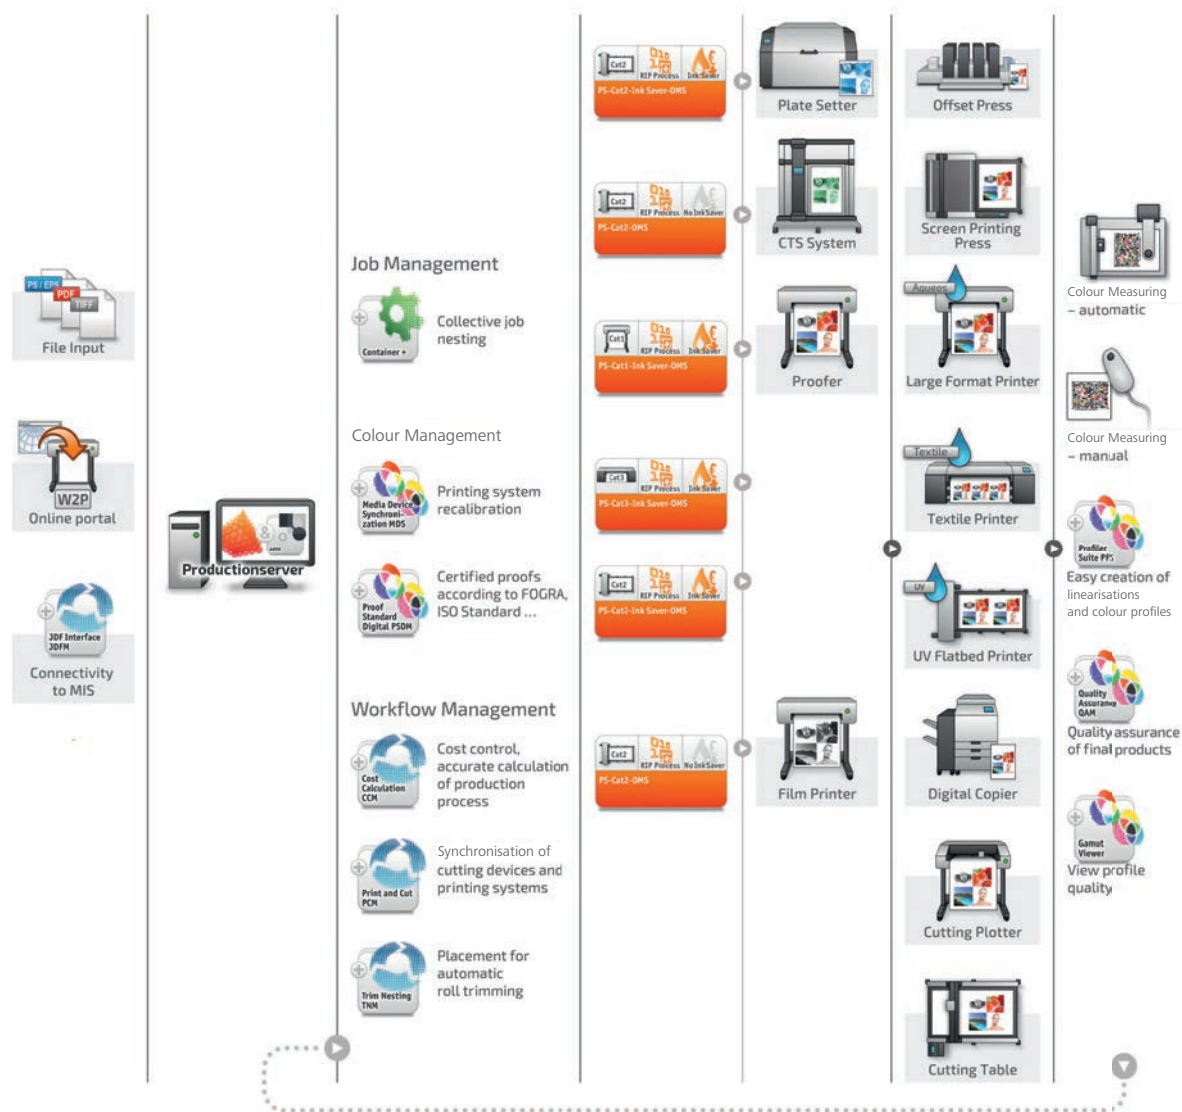 PS / EPS
PDF
TIFF
File Input
W2P
Online portal
JDF Interface
JDFM
Connectivity
to MIS
&
APPS
Productionserver
Job Management
Container +
Collective job
nesting
Colour Management
Media Device
Synchroni-
zation MDS
Printing system
recalibration
Proof
Standard
Digital PSDM
Certified proofs
according to FOGRA,
ISO Standard ...
Workflow Management
Cost
Calculation
CCM
Cost control,
accurate calculation
of production
process
Print and Cut
PCM
Synchronisation of
cutting devices and
printing systems
Trim Nesting
TNM
Placement for
automatic
roll trimming
Cat2
RIP Process
Ink Saver
PS-Cat2-Ink Saver-OMS
Cat2
RIP Process
No InkSaver
PS-Cat2-OMS
Cat1
RIP Process
Ink Saver
PS-Cat1-Ink Saver-OMS
Cat3
RIP Process
Ink Saver
PS-Cat3-Ink Saver-OMS
Cat2
RIP Process
Ink Saver
PS-Cat2-Ink Saver-OMS
Cat2
RIP Process
No InkSaver
PS-Cat2-OMS
Plate Setter
CTS System
Proofer
Film Printer
Offset Press
Screen Printing
Press
Aqueos
Large Format Printer
Textile
Textile Printer
UV
UV Flatbed Printer
Digital Copier
Cutting Plotter
Cutting Table
Colour Measuring
– automatic
Colour Measuring
– manual
Profiler
Suite PPS
Easy creation of
linearisations
and colour profiles
Quality
Assurance
QAM
Quality assurance
of final products
Gamut
Viewer
View profile
quality